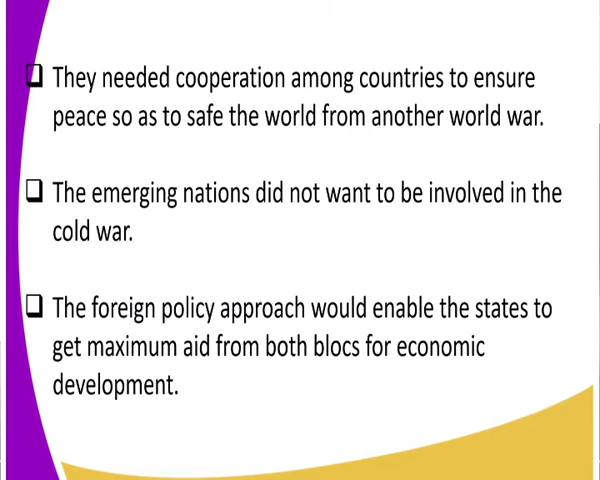 They needed cooperation among countries to ensure
peace so as to safe the world from another world war.
The emerging nations did not want to be involved in the
cold war.
The foreign policy approach would enable the states to
get maximum aid from both blocs for economic
development.